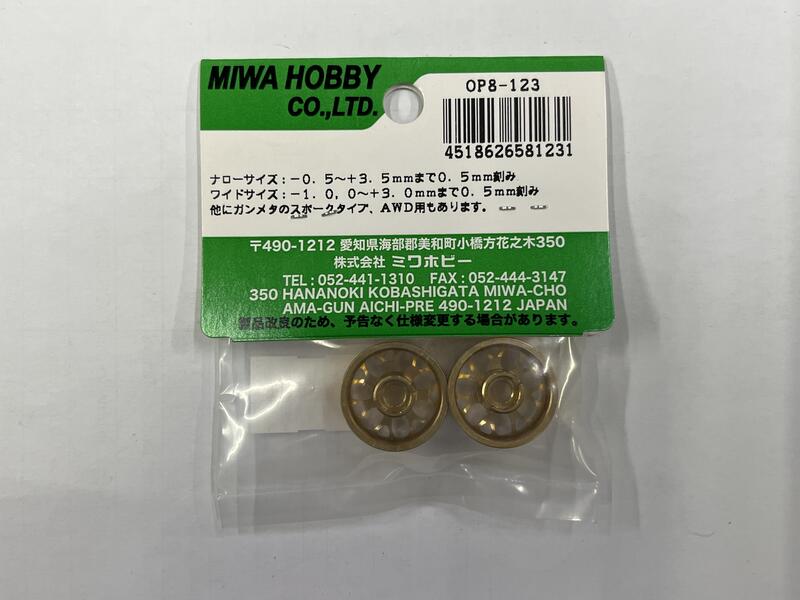 MIWA HOBBY
CO.,LTD.
OP8-123
4518626581231
ナローサイズ:-0.5~+3.5mmまで0.5mm刻み
ワイドサイズ:-1.0,0~+3.0mmまで0.5mm刻み
他にガンメタのスポークタイプ、AWD用もあります。
〒490-1212 愛知県海部郡美和町小橋方花之木350
株式会社 ミワホビー
TEL:052-441-1310 FAX:052-444-3147
350 HANANOKI KOBASHIGATA MIWA-CHO
AMA-GUN AICHI-PRE 490-1212 JAPAN
製品改良のため、予告なく仕様変更する場合があります。